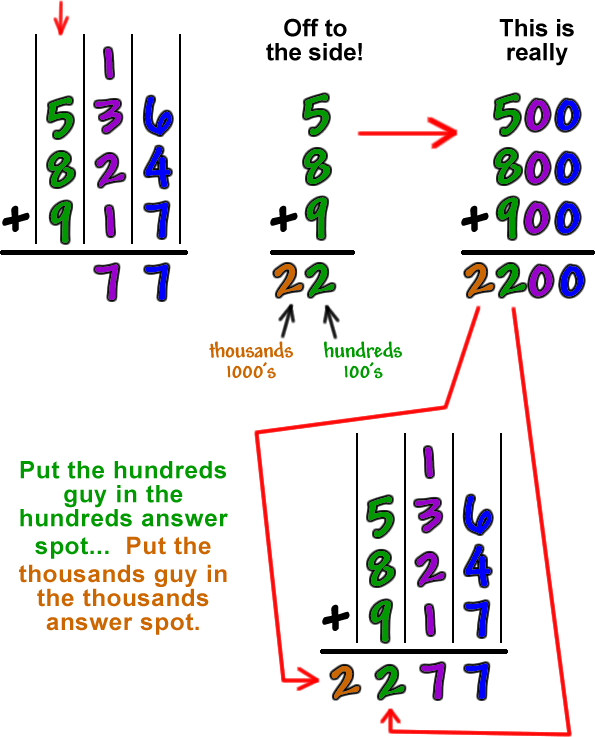 Off to
the side!
This is
really
1
5 3 6
8 2 4
+ 9 1 7
7 7
5
8
+ 9
22
500
800
+ 900
2200
thousands
1000's
hundreds
100's
Put the hundreds
guy in the
hundreds answer
spot... Put the
thousands guy in
the thousands
answer spot.
1
5 3 6
8 2 4
+ 9 1 7
2 2 7 7